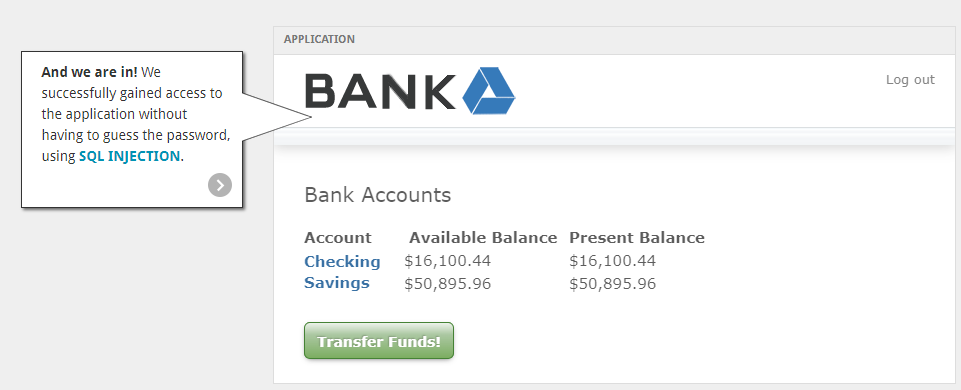 APPLICATION
And we are in! We
successfully gained access to
the application without
having to guess the password,
using SQL INJECTION.
BANK
Log out
Bank Accounts
Account Available Balance Present Balance
Checking $16,100.44 $16,100.44
Savings $50,895.96 $50,895.96
Transfer Funds!